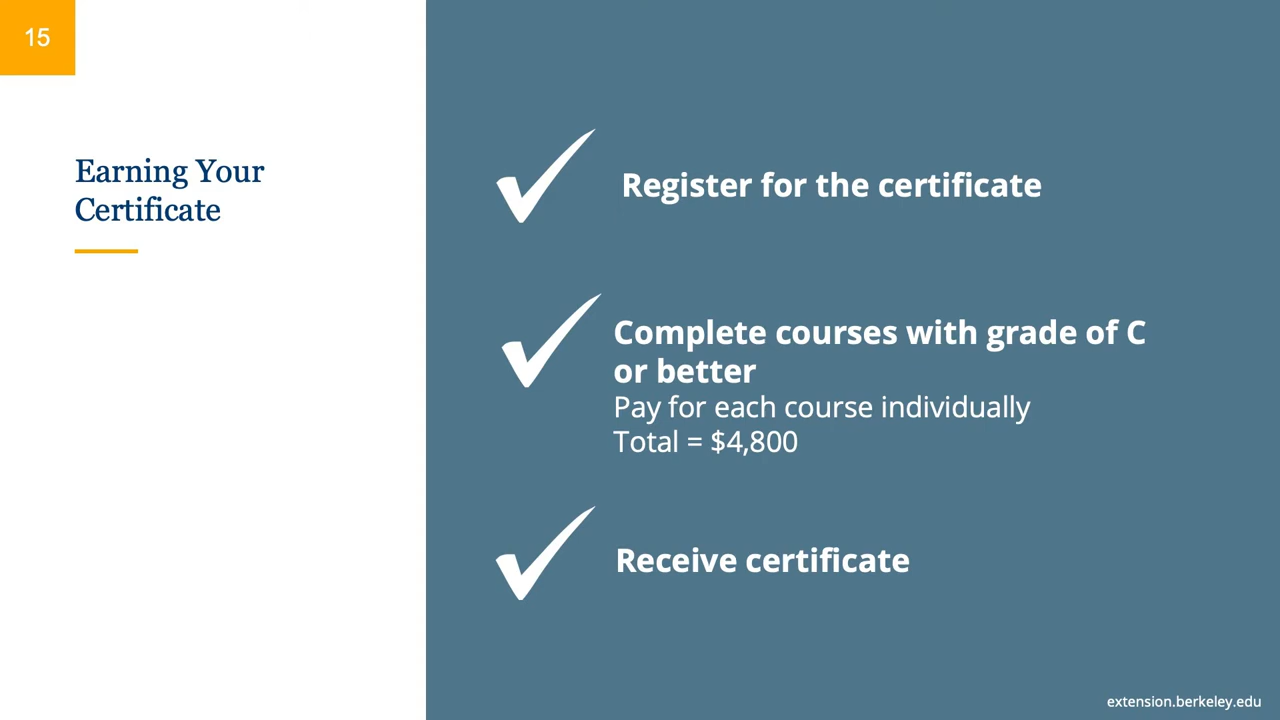 15
Earning Your
Certificate
Register for the certificate
Complete courses with grade of C
or better
Pay for each course individually
Total = $4,800
Receive certificate
extension.berkeley.edu